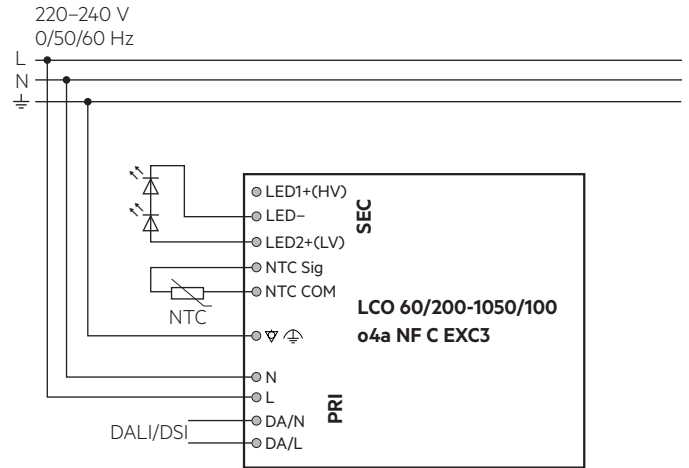 220–240 V
0/50/60 Hz
L
N
LED1+(HV)
LED–
LED2+(LV)
SEC
NTC Sig
NTC COM
NTC
LCO 60/200-1050/100
o4a NF C EXC3
N
L
PRI
DA/N
DALI/DSI
DA/L